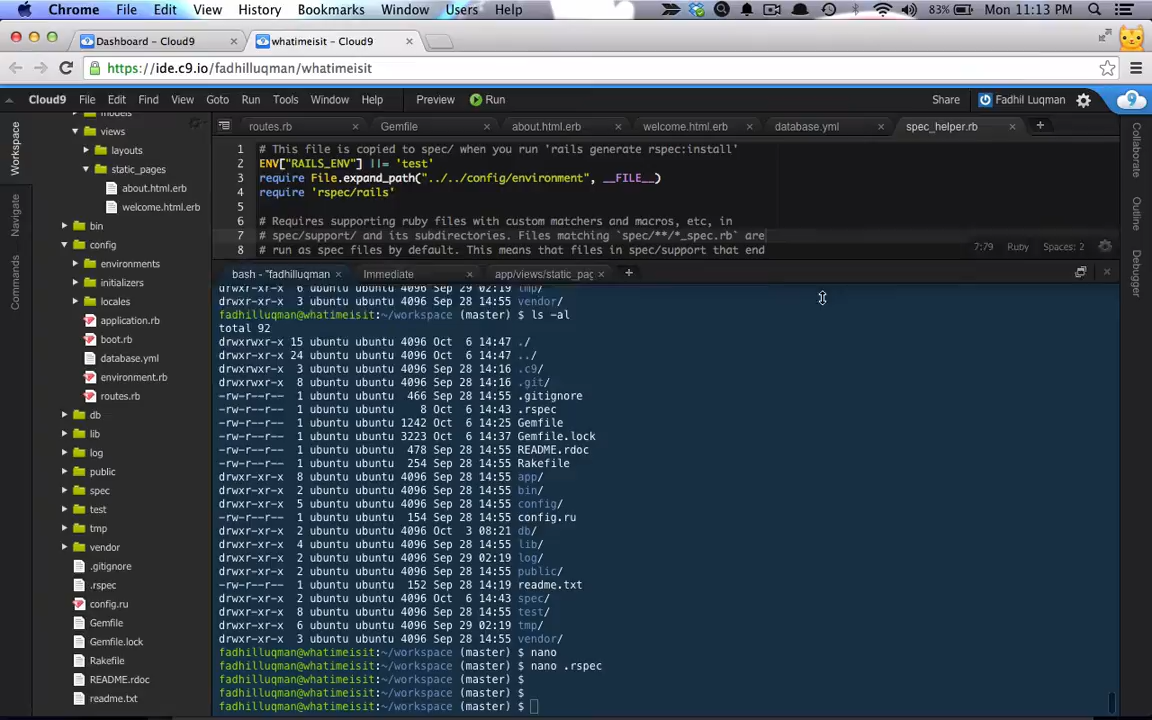 Chrome File Edit View History Bookmarks Window Users Help 83% Mon 11:13 PM
Dashboard – Cloud9 whatimeisit – Cloud9
https://ide.c9.io/fadhilluqman/whatimeisit
Cloud9 File Edit Find View Goto Run Tools Window Help Preview Run Share Fadhil Luqman
Workspace
Navigate
Commands
models
views
layouts
static_pages
about.html.erb
welcome.html.erb
bin
config
environments
initializers
locales
application.rb
boot.rb
database.yml
environment.rb
routes.rb
db
lib
log
public
spec
test
tmp
vendor
.gitignore
.rspec
config.ru
Gemfile
Gemfile.lock
Rakefile
README.rdoc
readme.txt
routes.rb Gemfile about.html.erb welcome.html.erb database.yml spec_helper.rb
1 # This file is copied to spec/ when you run 'rails generate rspec:install'
2 ENV["RAILS_ENV"] ||= 'test'
3 require File.expand_path("../../config/environment", __FILE__)
4 require 'rspec/rails'
5
6 # Requires supporting ruby files with custom matchers and macros, etc, in
7 # spec/support/ and its subdirectories. Files matching `spec/**/*_spec.rb` are
8 # run as spec files by default. This means that files in spec/support that end
7:79 Ruby Spaces: 2
bash - "fadhilluqman Immediate app/views/static_pag
drwxr-xr-x 6 ubuntu ubuntu 4096 Sep 29 02:19 tmp/
drwxr-xr-x 3 ubuntu ubuntu 4096 Sep 28 14:55 vendor/
fadhilluqman@whatimeisit:~/workspace (master) $ ls -al
total 92
drwxrwxr-x 15 ubuntu ubuntu 4096 Oct 6 14:47 ./
drwxr-xr-x 24 ubuntu ubuntu 4096 Oct 6 14:47 ../
drwxrwxr-x 3 ubuntu ubuntu 4096 Sep 28 14:16 .c9/
drwxrwxr-x 8 ubuntu ubuntu 4096 Sep 28 14:16 .git/
-rw-r--r-- 1 ubuntu ubuntu 466 Sep 28 14:55 .gitignore
-rw-r--r-- 1 ubuntu ubuntu 8 Oct 6 14:43 .rspec
-rw-r--r-- 1 ubuntu ubuntu 1242 Oct 6 14:25 Gemfile
-rw-r--r-- 1 ubuntu ubuntu 3223 Oct 6 14:37 Gemfile.lock
-rw-r--r-- 1 ubuntu ubuntu 478 Sep 28 14:55 README.rdoc
-rw-r--r-- 1 ubuntu ubuntu 254 Sep 28 14:55 Rakefile
drwxr-xr-x 8 ubuntu ubuntu 4096 Sep 28 14:55 app/
drwxr-xr-x 2 ubuntu ubuntu 4096 Sep 28 14:55 bin/
drwxr-xr-x 5 ubuntu ubuntu 4096 Sep 28 14:55 config/
-rw-r--r-- 1 ubuntu ubuntu 154 Sep 28 14:55 config.ru
drwxr-xr-x 2 ubuntu ubuntu 4096 Oct 3 08:21 db/
drwxr-xr-x 4 ubuntu ubuntu 4096 Sep 28 14:55 lib/
drwxr-xr-x 2 ubuntu ubuntu 4096 Sep 29 02:19 log/
drwxr-xr-x 2 ubuntu ubuntu 4096 Sep 28 14:55 public/
-rw-r--r-- 1 ubuntu ubuntu 152 Sep 28 14:19 readme.txt
drwxr-xr-x 2 ubuntu ubuntu 4096 Oct 6 14:43 spec/
drwxr-xr-x 8 ubuntu ubuntu 4096 Sep 28 14:55 test/
drwxr-xr-x 6 ubuntu ubuntu 4096 Sep 29 02:19 tmp/
drwxr-xr-x 3 ubuntu ubuntu 4096 Sep 28 14:55 vendor/
fadhilluqman@whatimeisit:~/workspace (master) $ nano
fadhilluqman@whatimeisit:~/workspace (master) $ nano .rspec
fadhilluqman@whatimeisit:~/workspace (master) $
fadhilluqman@whatimeisit:~/workspace (master) $
fadhilluqman@whatimeisit:~/workspace (master) $
Collaborate
Outline
Debugger